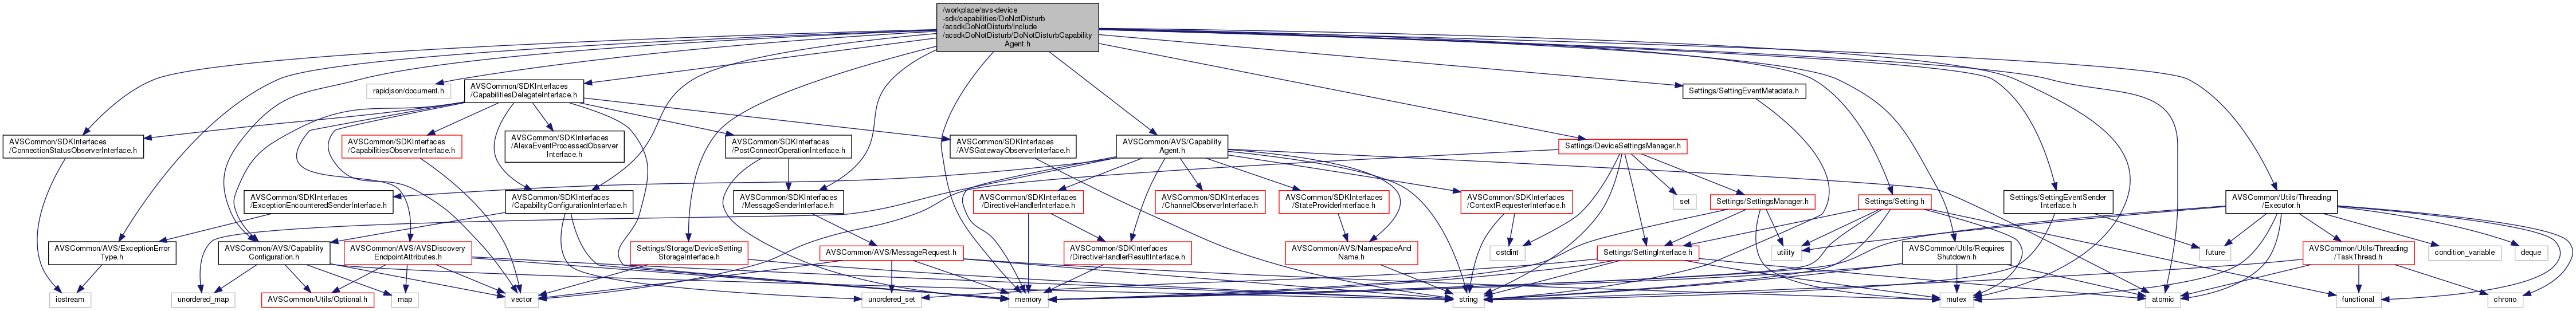 /workplace/avs-device
-sdk/capabilities/DoNotDisturb
/acsdkDoNotDisturb/include
/acsdkDoNotDisturb/DoNotDisturbCapability
Agent.h
rapidjson/document.h
AVSCommon/SDKInterfaces
/CapabilitiesDelegateInterface.h
Settings/SettingEventMetadata.h
AVSCommon/SDKInterfaces
/ConnectionStatusObserverInterface.h
AVSCommon/SDKInterfaces
/CapabilitiesObserverInterface.h
AVSCommon/SDKInterfaces
/AlexaEventProcessedObserver
Interface.h
AVSCommon/SDKInterfaces
/PostConnectOperationInterface.h
AVSCommon/SDKInterfaces
/AVSGatewayObserverInterface.h
AVSCommon/AVS/Capability
Agent.h
Settings/DeviceSettingsManager.h
AVSCommon/SDKInterfaces
/ExceptionEncounteredSenderInterface.h
AVSCommon/SDKInterfaces
/CapabilityConfigurationInterface.h
AVSCommon/SDKInterfaces
/MessageSenderInterface.h
AVSCommon/SDKInterfaces
/DirectiveHandlerInterface.h
AVSCommon/SDKInterfaces
/ChannelObserverInterface.h
AVSCommon/SDKInterfaces
/StateProviderInterface.h
AVSCommon/SDKInterfaces
/ContextRequesterInterface.h
set
Settings/SettingsManager.h
Settings/Setting.h
Settings/SettingEventSender
Interface.h
AVSCommon/Utils/Threading
/Executor.h
AVSCommon/AVS/ExceptionError
Type.h
AVSCommon/AVS/Capability
Configuration.h
AVSCommon/AVS/AVSDiscovery
EndpointAttributes.h
Settings/Storage/DeviceSetting
StorageInterface.h
AVSCommon/AVS/MessageRequest.h
AVSCommon/SDKInterfaces
/DirectiveHandlerResultInterface.h
AVSCommon/AVS/NamespaceAnd
Name.h
cstdint
Settings/SettingInterface.h
utility
AVSCommon/Utils/Requires
Shutdown.h
future
AVSCommon/Utils/Threading
/TaskThread.h
condition_variable
deque
iostream
unordered_map
AVSCommon/Utils/Optional.h
map
vector
unordered_set
memory
string
mutex
atomic
functional
chrono